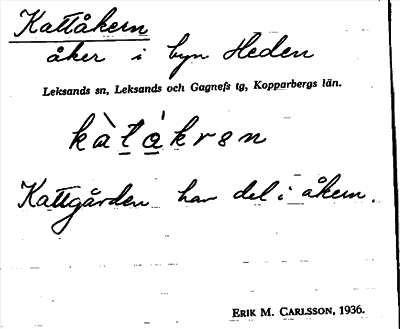 Kattåkern
åker i byn Heden
Leksands sn, Leksands och Gagnefs tg, Kopparbergs län.
Kattgården har del i åkern.
ERIK M. CARLSSON, 1936.